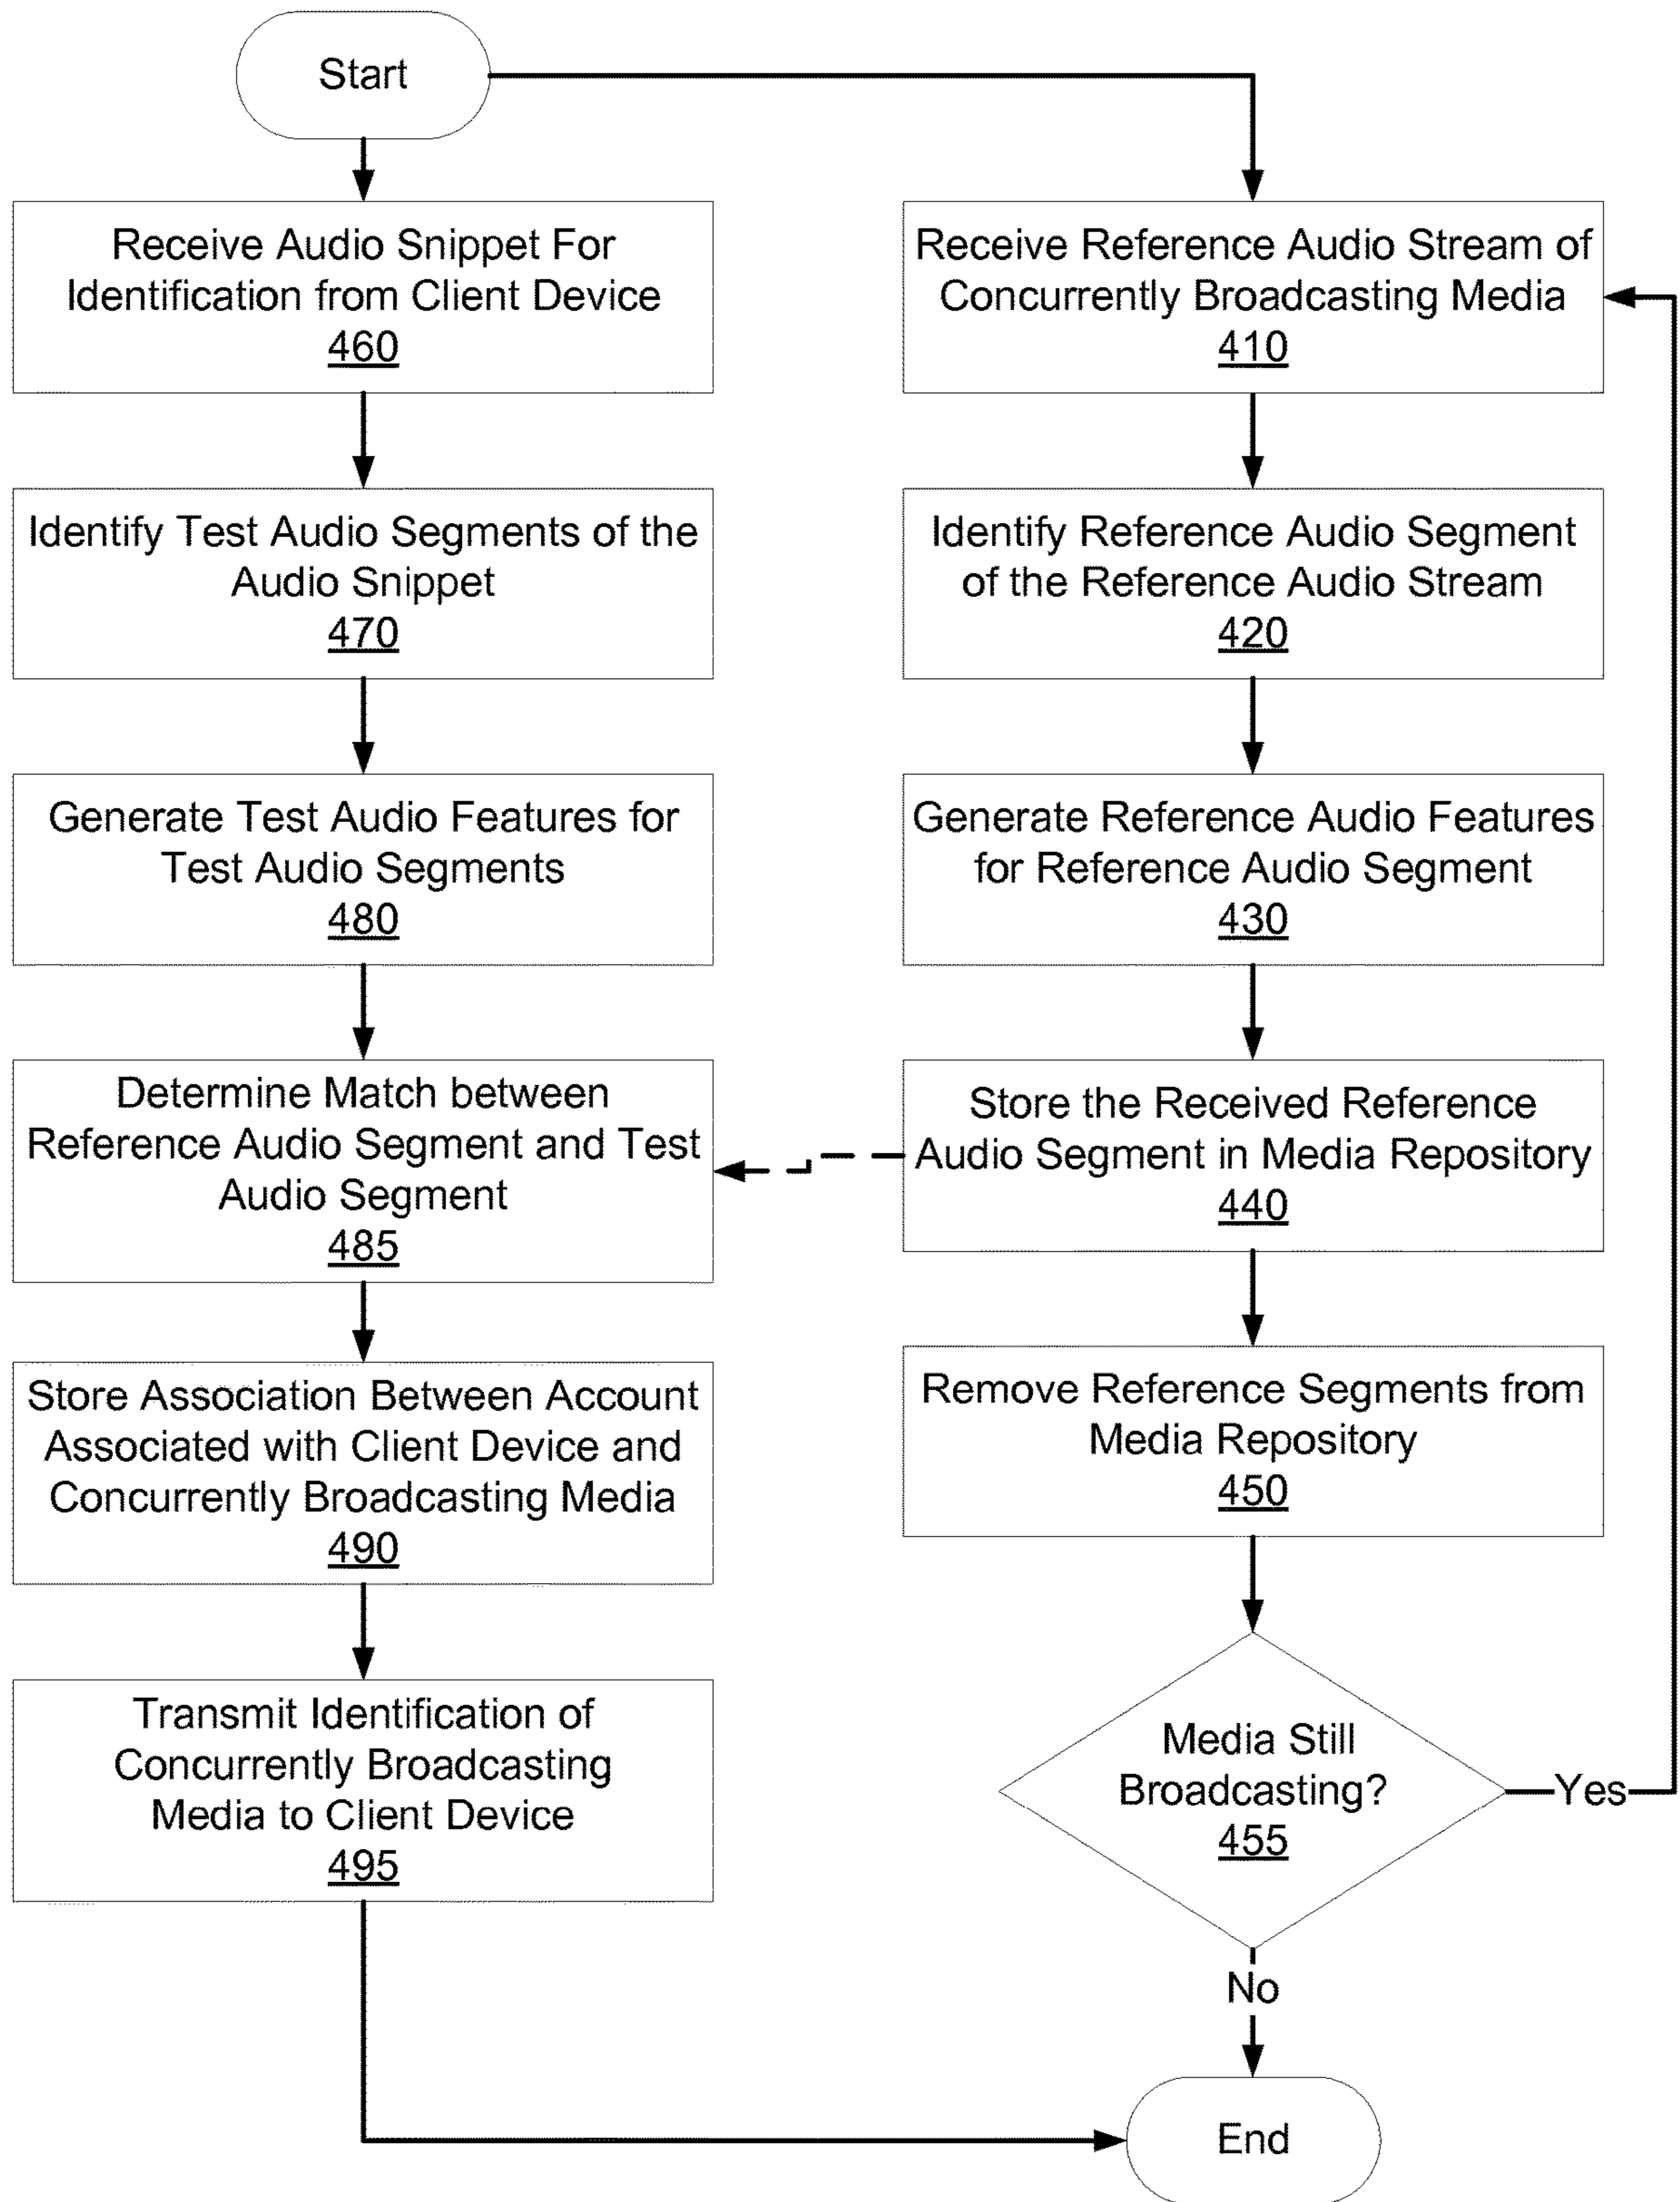 Start
Receive Audio Snippet For
Identification from Client Device
460
Identify Test Audio Segments of the
Audio Snippet
470
Generate Test Audio Features for
Test Audio Segments
480
Determine Match between
Reference Audio Segment and Test
Audio Segment
485
Store Association Between Account
Associated with Client Device and
Concurrently Broadcasting Media
490
Transmit Identification of
Concurrently Broadcasting
Media to Client Device
495
Receive Reference Audio Stream of
Concurrently Broadcasting Media
410
Identify Reference Audio Segment
of the Reference Audio Stream
420
Generate Reference Audio Features
for Reference Audio Segment
430
Store the Received Reference
Audio Segment in Media Repository
440
Remove Reference Segments from
Media Repository
450
Media Still
Broadcasting?
455
Yes
No
End